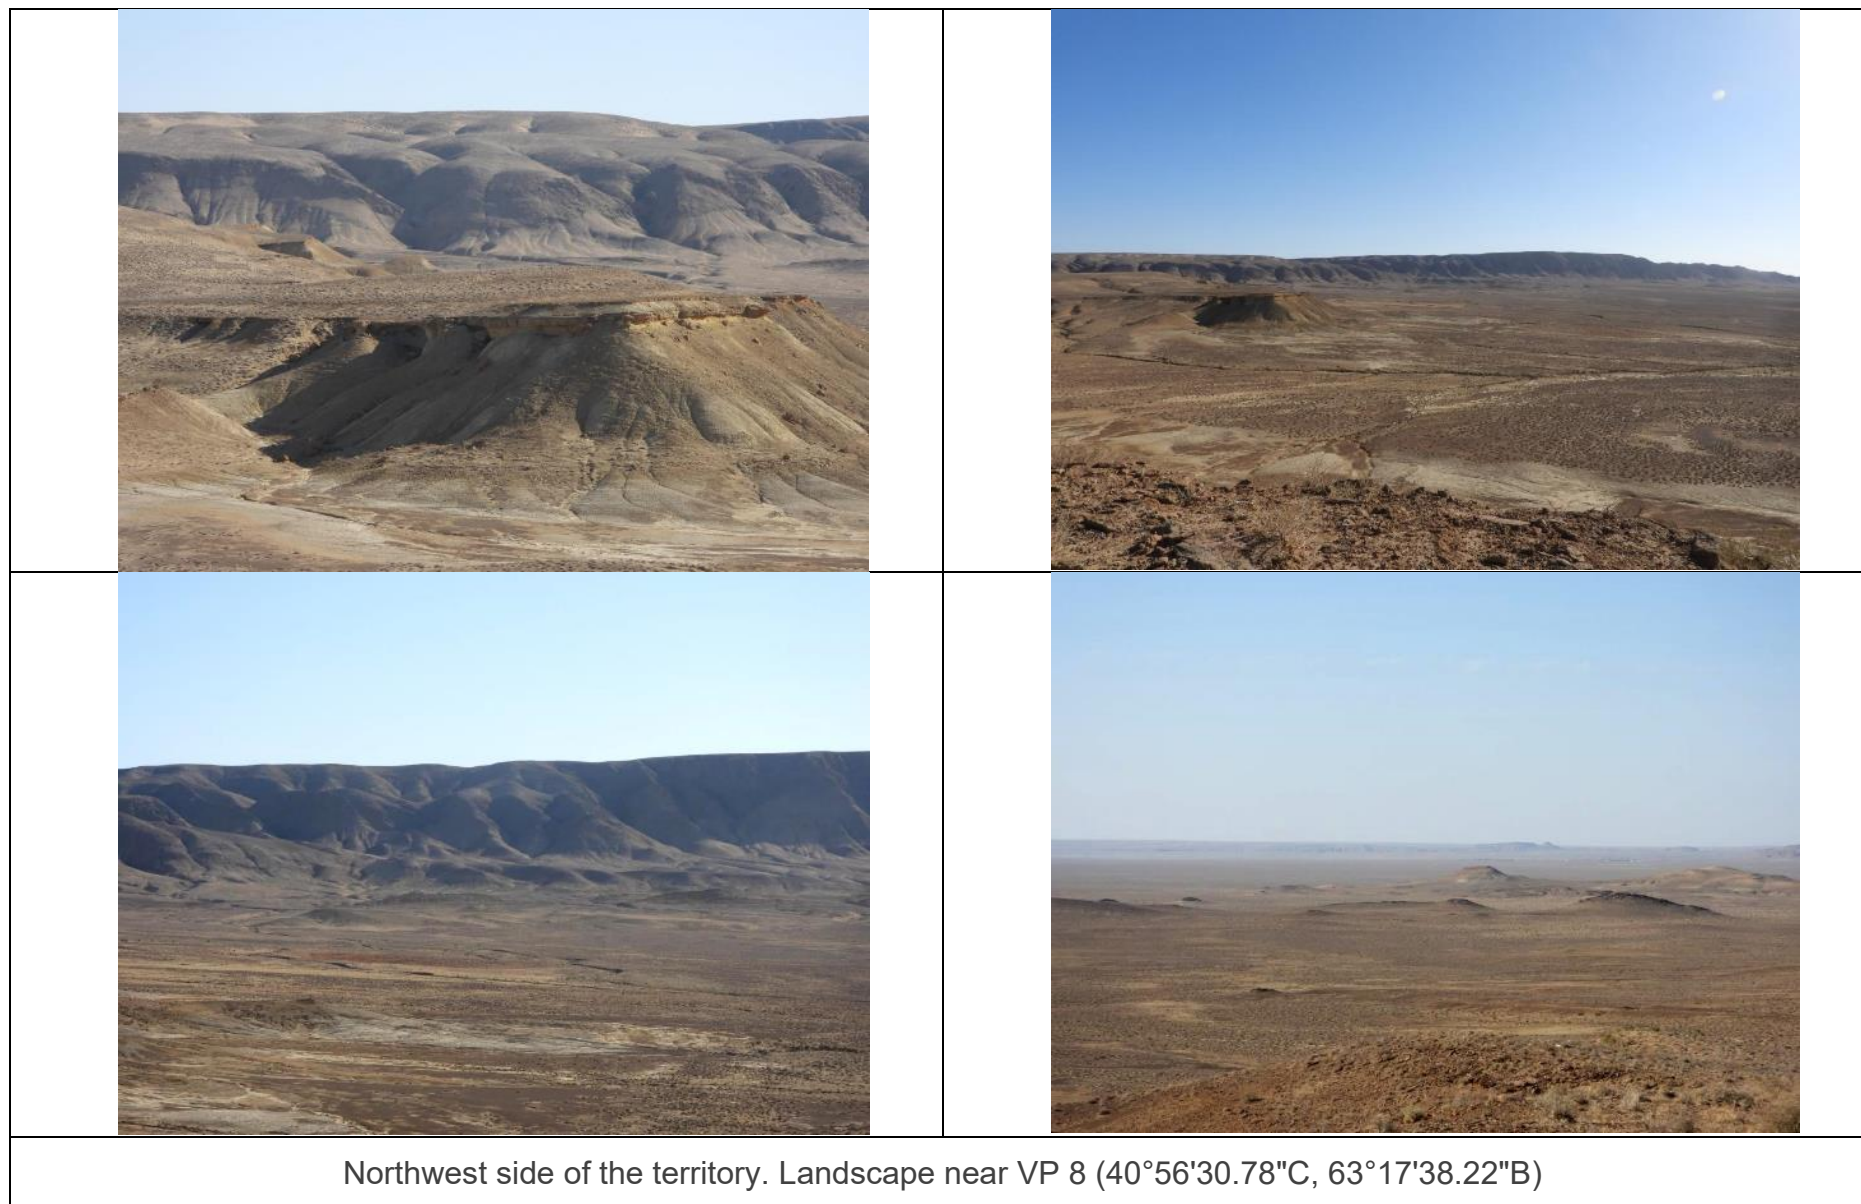 Northwest side of the territory. Landscape near VP 8 (40°56'30.78"C, 63°17'38.22"B)